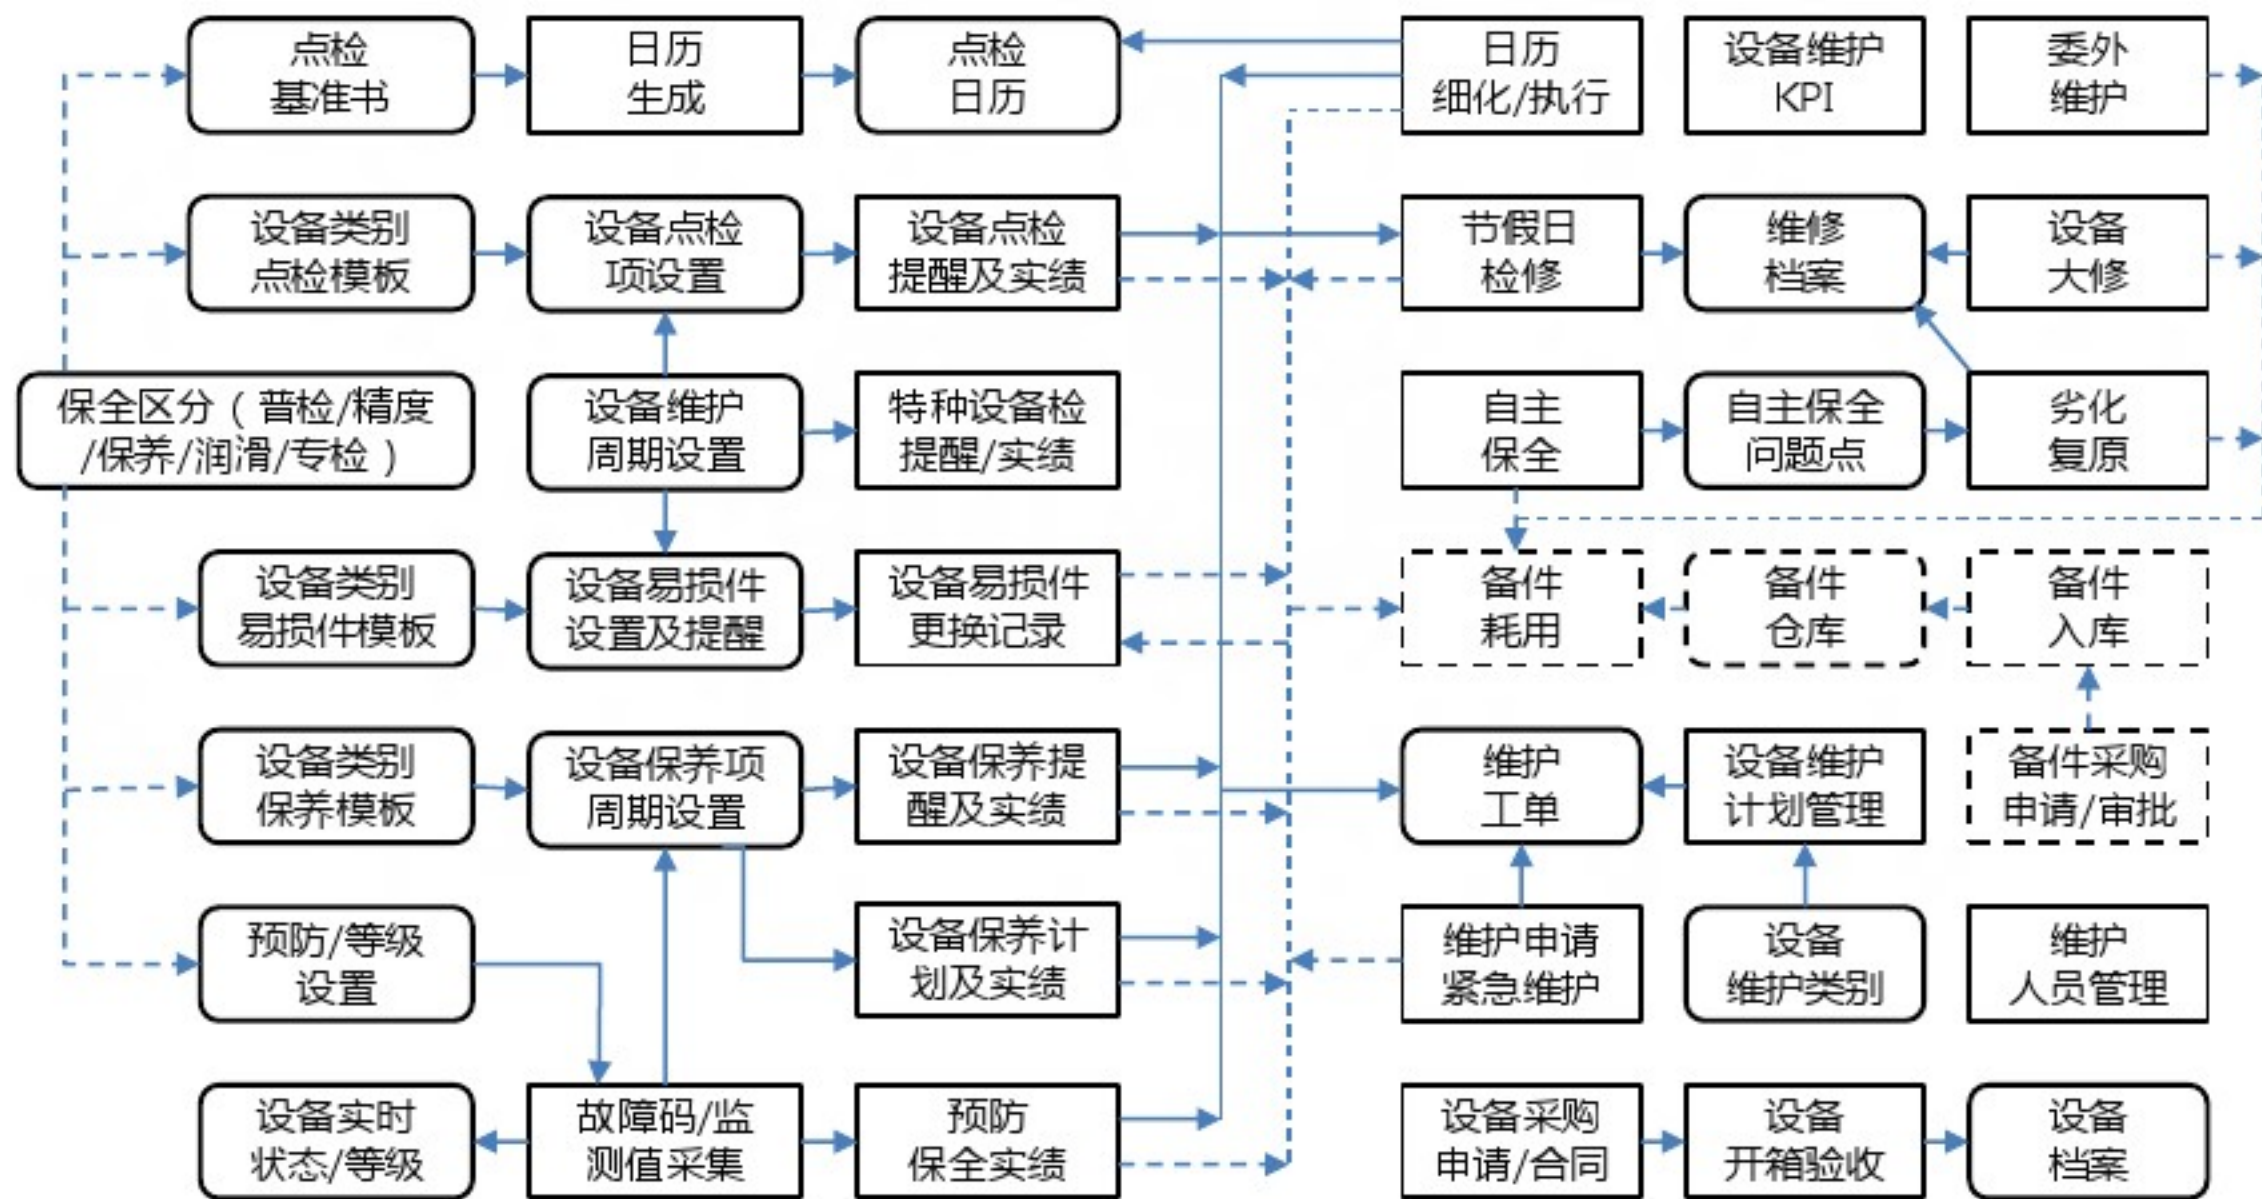 点检
基准书
日历
生成
点检
日历
日历
细化/执行
设备维护
KPI
委外
维护
设备类别
点检模板
设备点检
项设置
设备点检
提醒及实绩
节假日
检修
维修
档案
设备
大修
保全区分（普检/精度
/保养/润滑/专检）
设备维护
周期设置
特种设备检
提醒/实绩
自主
保全
自主保全
问题点
劣化
复原
设备类别
易损件模板
设备易损件
设置及提醒
设备易损件
更换记录
备件
耗用
备件
仓库
备件
入库
设备类别
保养模板
设备保养项
周期设置
设备保养提
醒及实绩
维护
工单
设备维护
计划管理
备件采购
申请/审批
预防/等级
设置
设备保养计
划及实绩
维护申请
紧急维护
设备
维护类别
维护
人员管理
设备实时
状态/等级
故障码/监
测值采集
预防
保全实绩
设备采购
申请/合同
设备
开箱验收
设备
档案